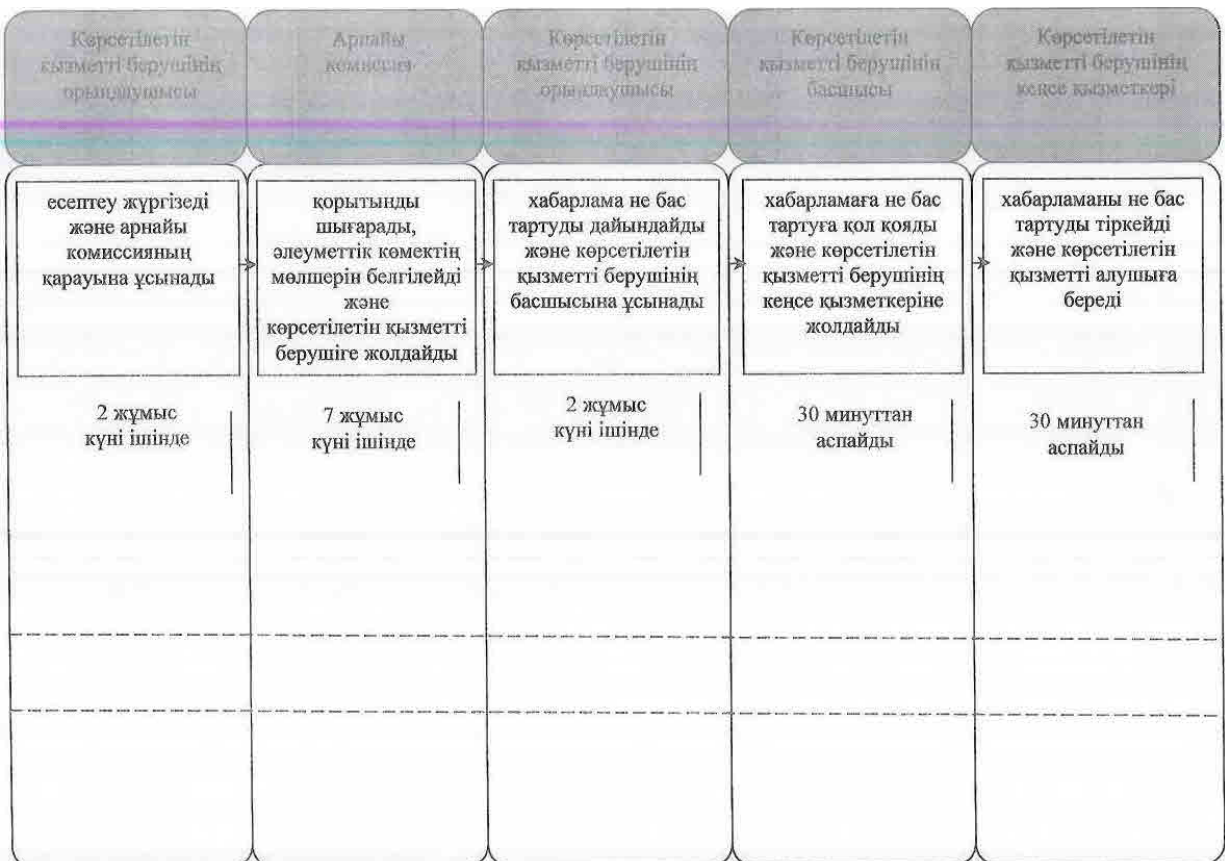 Көрсетілетін
қызметті берушінің
орындаушысы
Арнайы
комиссия
Көрсетілетін
қызметті берушінің
орындаушысы
Көрсетілетін
қызметті берушінің
басшысы
Көрсетілетін
қызметті берушінің
кеңсе қызметкері
есептеу жүргізеді
және арнайы
комиссияның
қарауына ұсынады
қорытынды
шығарады,
әлеуметтік көмектің
мөлшерін белгілейді
және
көрсетілетін қызметті
берушіге жолдайды
хабарлама не бас
тартуды дайындайды
және көрсетілетін
қызметті берушінің
басшысына ұсынады
хабарламаға не бас
тартуға қол қояды
және көрсетілетін
қызметті берушінің
кеңсе қызметкеріне
жолдайды
хабарламаны не бас
тартуды тіркейді
және көрсетілетін
қызметті алушыға
береді
2 жұмыс
күні ішінде
7 жұмыс
күні ішінде
2 жұмыс
күні ішінде
30 минуттан
аспайды
30 минуттан
аспайды